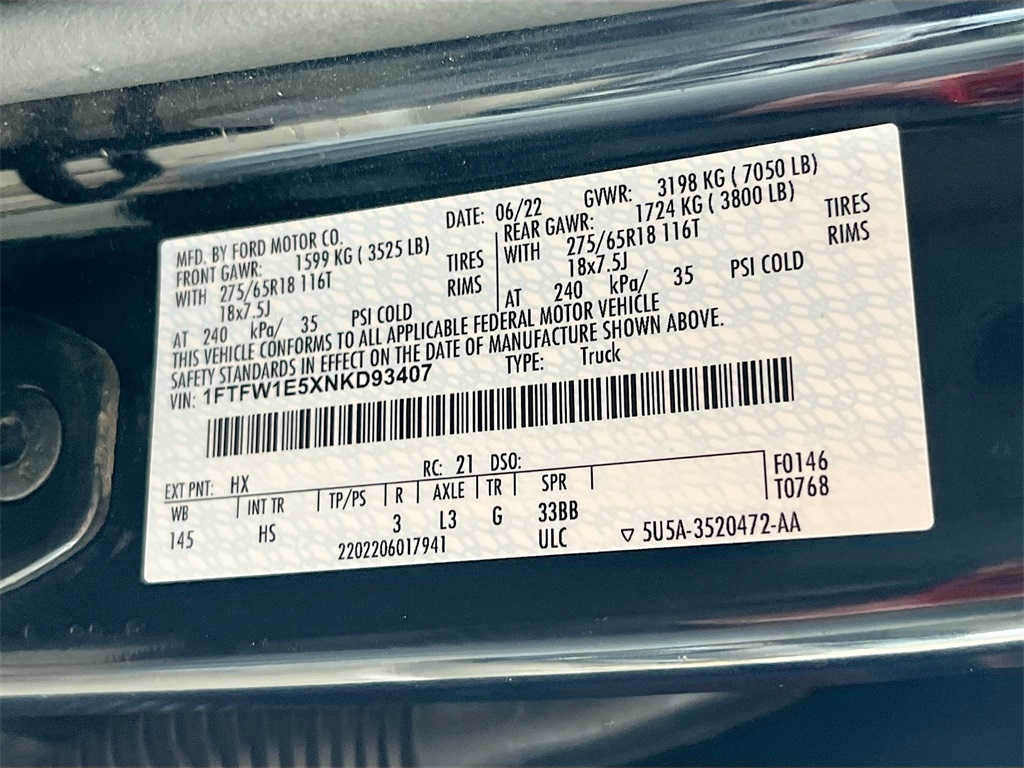 MFD. BY FORD MOTOR CO.
DATE: 06/22 GVWR: 3198 KG ( 7050 LB)
FRONT GAWR: 1599 KG ( 3525 LB)
REAR GAWR: 1724 KG ( 3800 LB)
WITH 275/65R18 116T TIRES
18x7.5J RIMS
AT 240 kPa/ 35 PSI COLD
WITH 275/65R18 116T TIRES
18x7.5J RIMS
AT 240 kPa/ 35 PSI COLD
THIS VEHICLE CONFORMS TO ALL APPLICABLE FEDERAL MOTOR VEHICLE
SAFETY STANDARDS IN EFFECT ON THE DATE OF MANUFACTURE SHOWN ABOVE.
VIN: 1FTFW1E5XNKD93407 TYPE: Truck
EXT PNT: HX RC: 21 DSO:
WB INT TR TP/PS R AXLE TR SPR F0146
145 HS 3 L3 G 33BB T0768
2202206017941 ULC ▽ 5U5A-3520472-AA